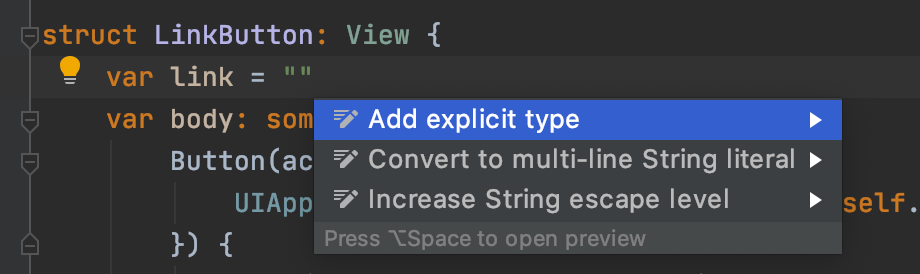 struct LinkButton: View {
var link = ""
var body: som
Add explicit type
Button(ac
Convert to multi-line String literal
UIApp
Increase String escape level
self.
Press ⌥Space to open preview
}) {